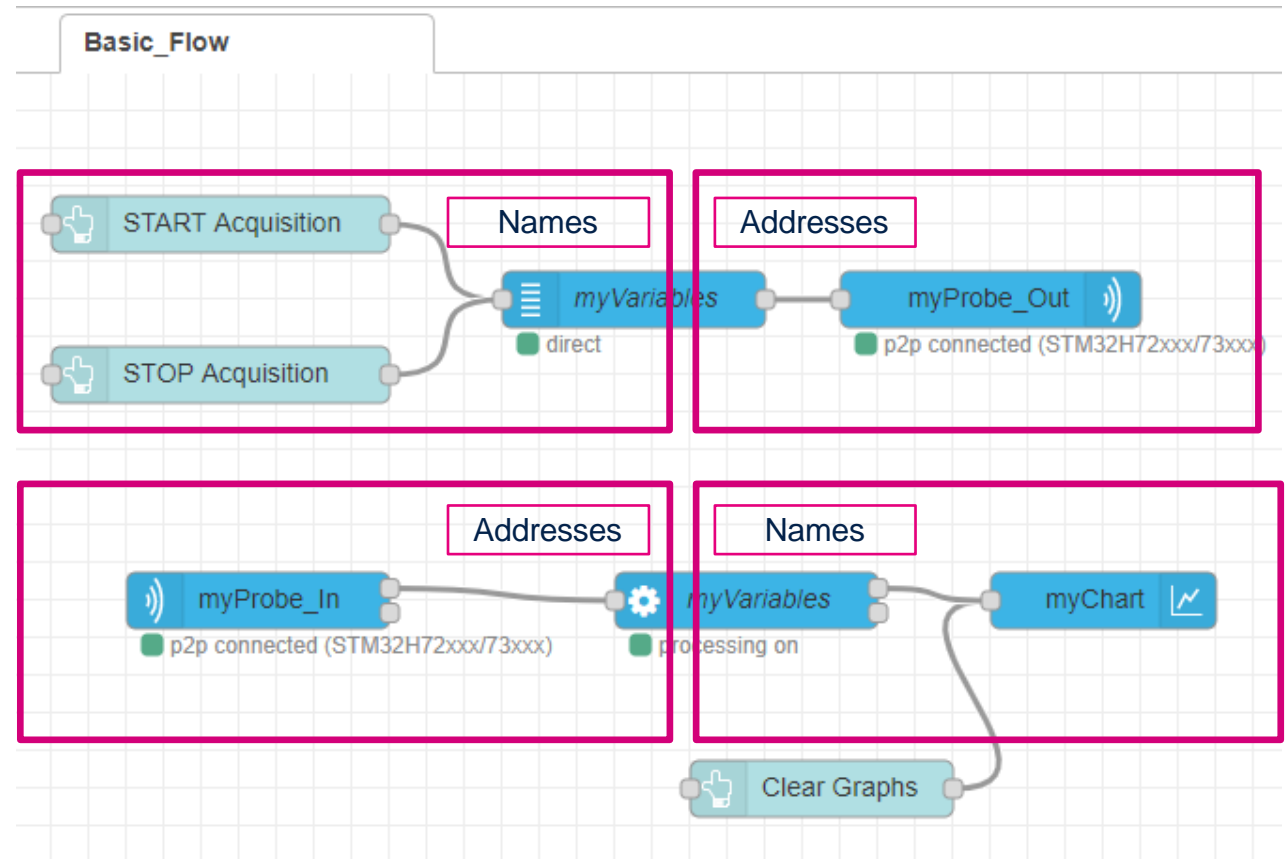 Basic_Flow
START Acquisition
Names
Addresses
myVariables
myProbe_Out
direct
p2p connected (STM32H72xxx/73xxx)
STOP Acquisition
Addresses
Names
myProbe_In
myVariables
myChart
p2p connected (STM32H72xxx/73xxx)
processing on
Clear Graphs